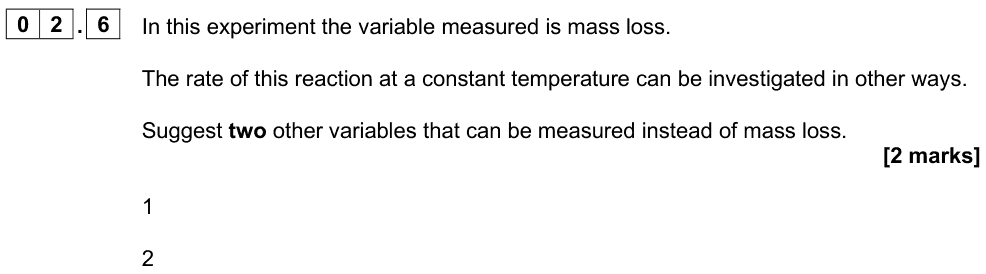 02.6 In this experiment the variable measured is mass loss.
The rate of this reaction at a constant temperature can be investigated in other ways.
Suggest two other variables that can be measured instead of mass loss.
[2 marks]
1
2